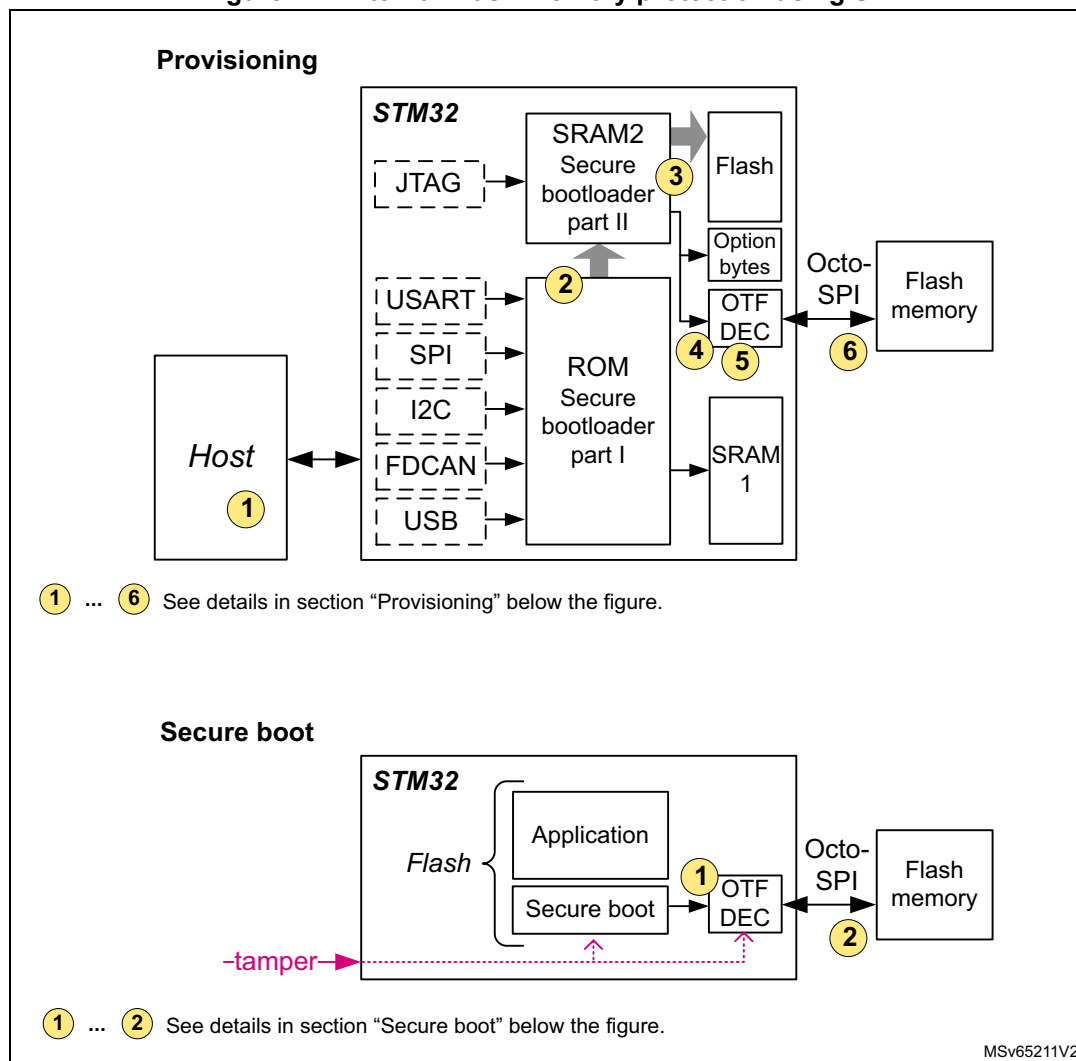 Provisioning
STM32
SRAM2
Secure
bootloader
part II
3
Flash
JTAG
Option
bytes
2
USART
OTF
DEC
4
5
Octo-
SPI
6
Flash
memory
SPI
ROM
Secure
bootloader
part I
I2C
Host
1
FDCAN
SRAM
1
USB
1 ... 6 See details in section “Provisioning” below the figure.
Secure boot
STM32
Flash
Application
Secure boot
1
OTF
DEC
Octo-
SPI
2
Flash
memory
tamper
1 ... 2 See details in section “Secure boot” below the figure.
MSv65211V2